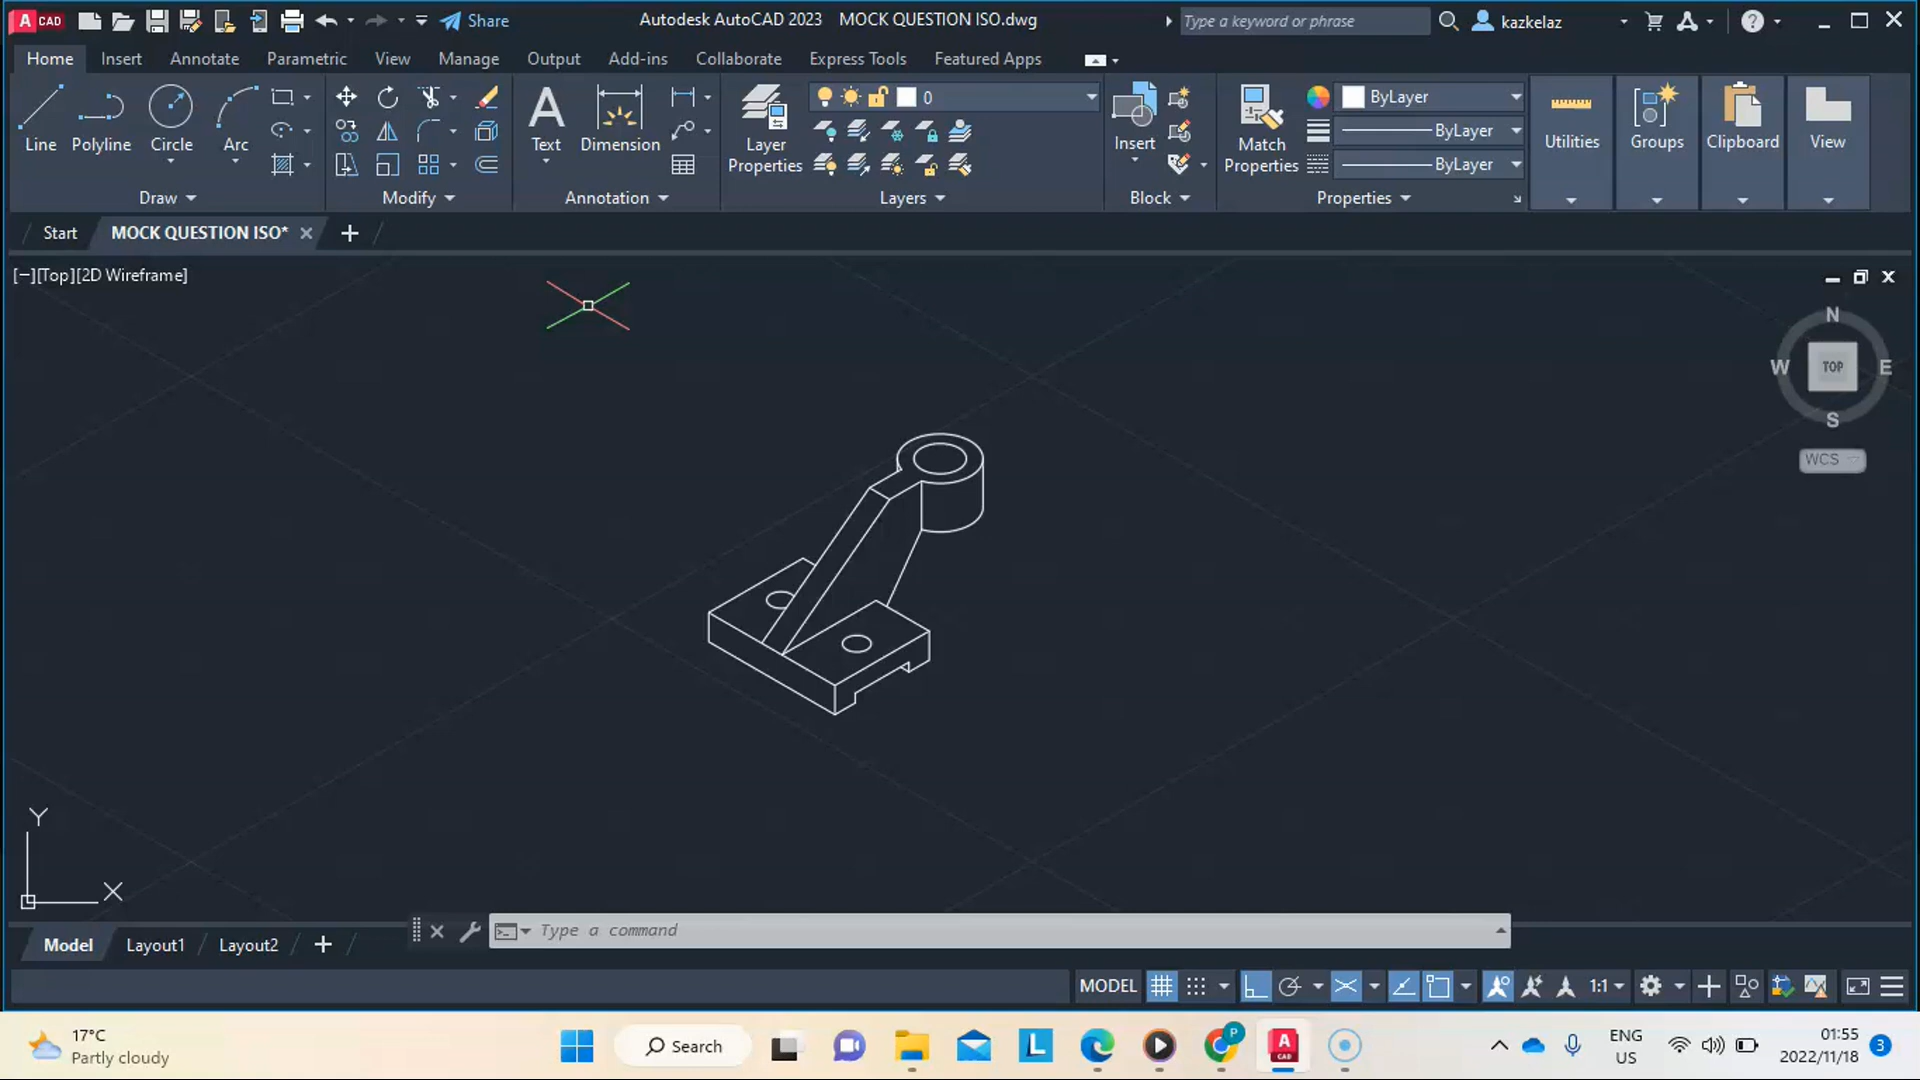 CAD Share Autodesk AutoCAD 2023 MOCK QUESTION ISO.dwg Type a keyword or phrase kazkelaz
Home Insert Annotate Parametric View Manage Output Add-ins Collaborate Express Tools Featured Apps
0 ByLayer
ByLayer
Line Polyline Circle Arc Text Dimension Layer Properties Insert Match Properties Utilities Groups Clipboard View
ByLayer
Draw Modify Annotation Layers Block Properties
Start MOCK QUESTION ISO* +
[−][Top][2D Wireframe]
N
W TOP E
S
WCS
Y
X
Type a command
Model Layout1 Layout2 +
MODEL 1:1
17°C
Partly cloudy
Search
ENG
US
01:55
2022/11/18
3